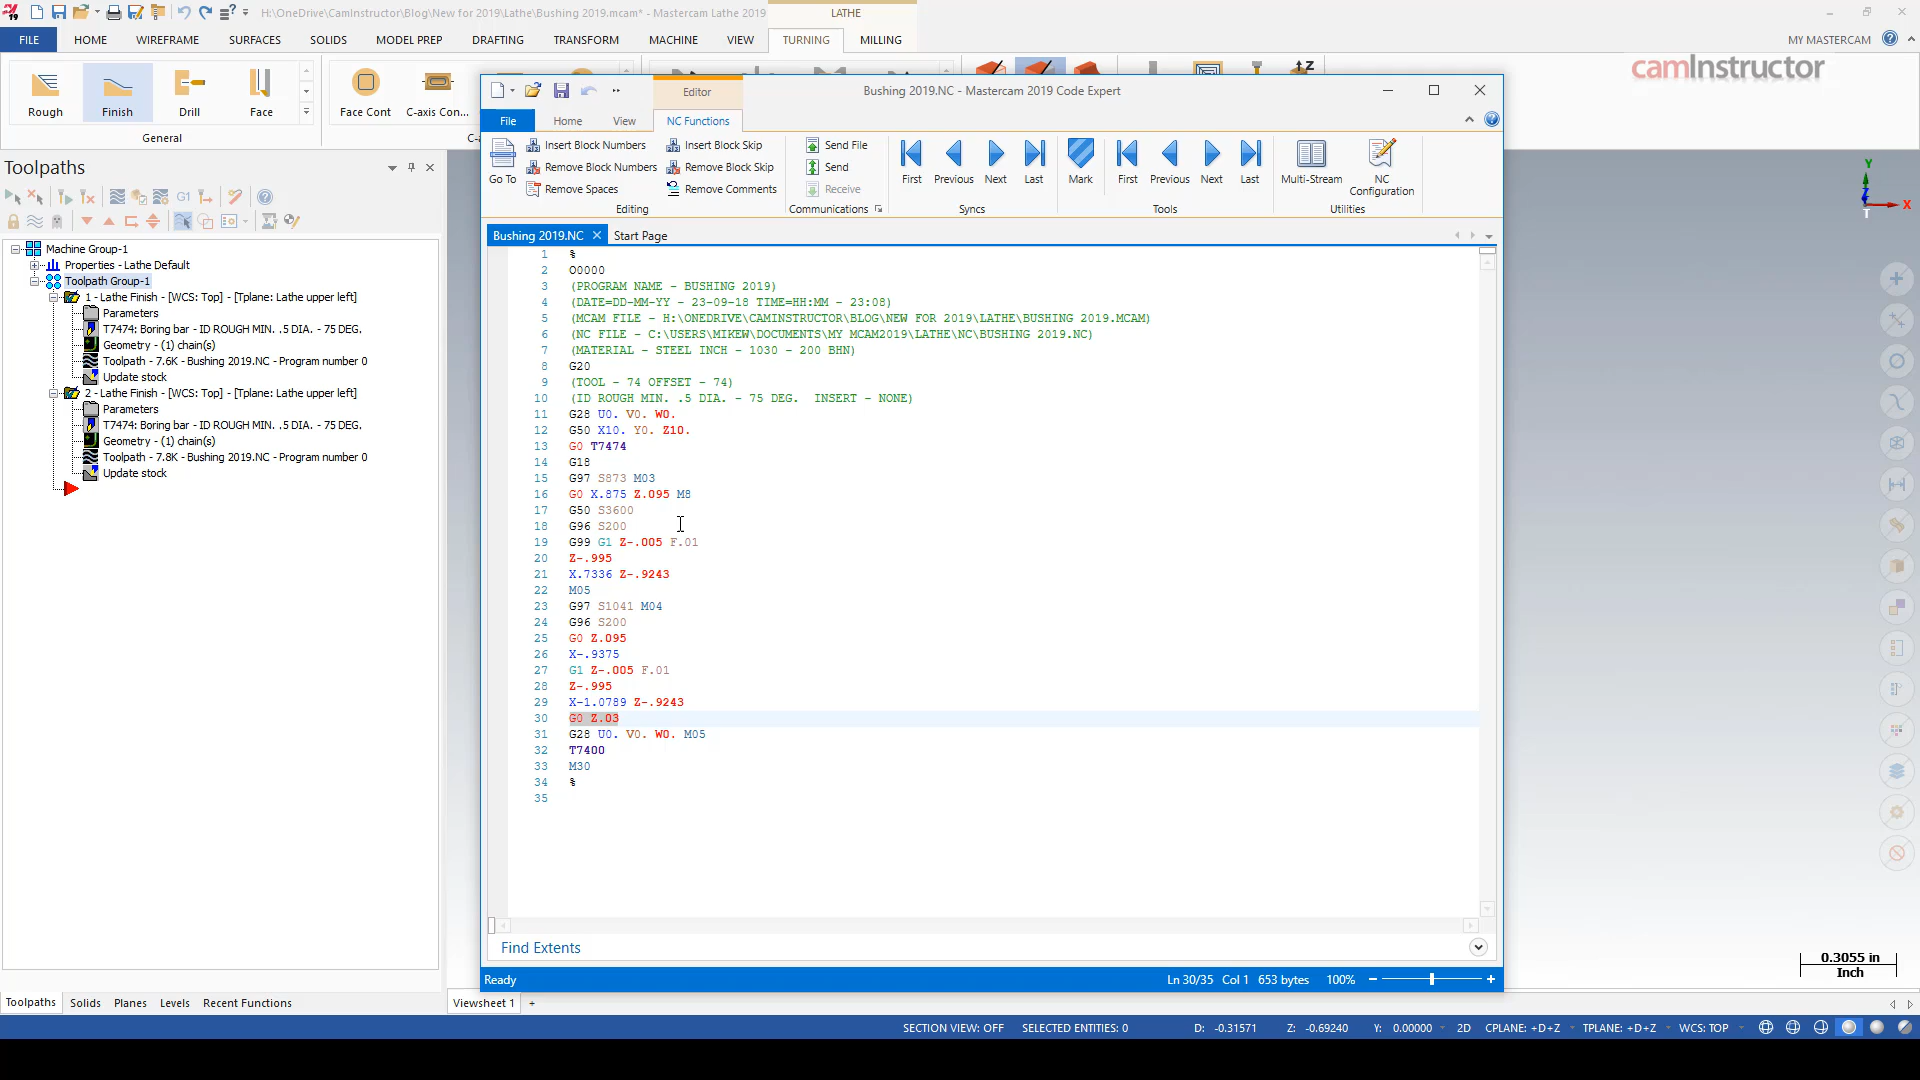 H:\OneDrive\CamInstructor\Blog\New for 2019\Lathe\Bushing 2019.mcam* - Mastercam Lathe 2019
LATHE
FILE HOME WIREFRAME SURFACES SOLIDS MODEL PREP DRAFTING TRANSFORM MACHINE VIEW TURNING MILLING
MY MASTERCAM
camInstructor
Rough Finish Drill Face Face Cont C-axis Con...
General
C-a
Toolpaths
Machine Group-1
Properties - Lathe Default
Toolpath Group-1
1 - Lathe Finish - [WCS: Top] - [Tplane: Lathe upper left]
Parameters
T7474: Boring bar - ID ROUGH MIN. .5 DIA. - 75 DEG.
Geometry - (1) chain(s)
Toolpath - 7.6K - Bushing 2019.NC - Program number 0
Update stock
2 - Lathe Finish - [WCS: Top] - [Tplane: Lathe upper left]
Parameters
T7474: Boring bar - ID ROUGH MIN. .5 DIA. - 75 DEG.
Geometry - (1) chain(s)
Toolpath - 7.8K - Bushing 2019.NC - Program number 0
Update stock
Editor
Bushing 2019.NC - Mastercam 2019 Code Expert
File Home View NC Functions
Go To
Insert Block Numbers
Remove Block Numbers
Remove Spaces
Insert Block Skip
Remove Block Skip
Remove Comments
Editing
Send File
Send
Receive
Communications
First Previous Next Last
Syncs
Mark First Previous Next Last
Tools
Multi-Stream NC Configuration
Utilities
Bushing 2019.NC Start Page
1 %
2 O0000
3 (PROGRAM NAME - BUSHING 2019)
4 (DATE=DD-MM-YY - 23-09-18 TIME=HH:MM - 23:08)
5 (MCAM FILE - H:\ONEDRIVE\CAMINSTRUCTOR\BLOG\NEW FOR 2019\LATHE\BUSHING 2019.MCAM)
6 (NC FILE - C:\USERS\MIKEW\DOCUMENTS\MY MCAM2019\LATHE\NC\BUSHING 2019.NC)
7 (MATERIAL - STEEL INCH - 1030 - 200 BHN)
8 G20
9 (TOOL - 74 OFFSET - 74)
10 (ID ROUGH MIN. .5 DIA. - 75 DEG. INSERT - NONE)
11 G28 U0. V0. W0.
12 G50 X10. Y0. Z10.
13 G0 T7474
14 G18
15 G97 S873 M03
16 G0 X.875 Z.095 M8
17 G50 S3600
18 G96 S200
19 G99 G1 Z-.005 F.01
20 Z-.995
21 X.7336 Z-.9243
22 M05
23 G97 S1041 M04
24 G96 S200
25 G0 Z.095
26 X-.9375
27 G1 Z-.005 F.01
28 Z-.995
29 X-1.0789 Z-.9243
30 G0 Z.03
31 G28 U0. V0. W0. M05
32 T7400
33 M30
34 %
35
Find Extents
Ready Ln 30/35 Col 1 653 bytes 100%
Y
X
Z
T
0.3055 in
Inch
Toolpaths Solids Planes Levels Recent Functions
Viewsheet 1 +
SECTION VIEW: OFF SELECTED ENTITIES: 0 D: -0.31571 Z: -0.69240 Y: 0.00000 2D CPLANE: +D+Z TPLANE: +D+Z WCS: TOP